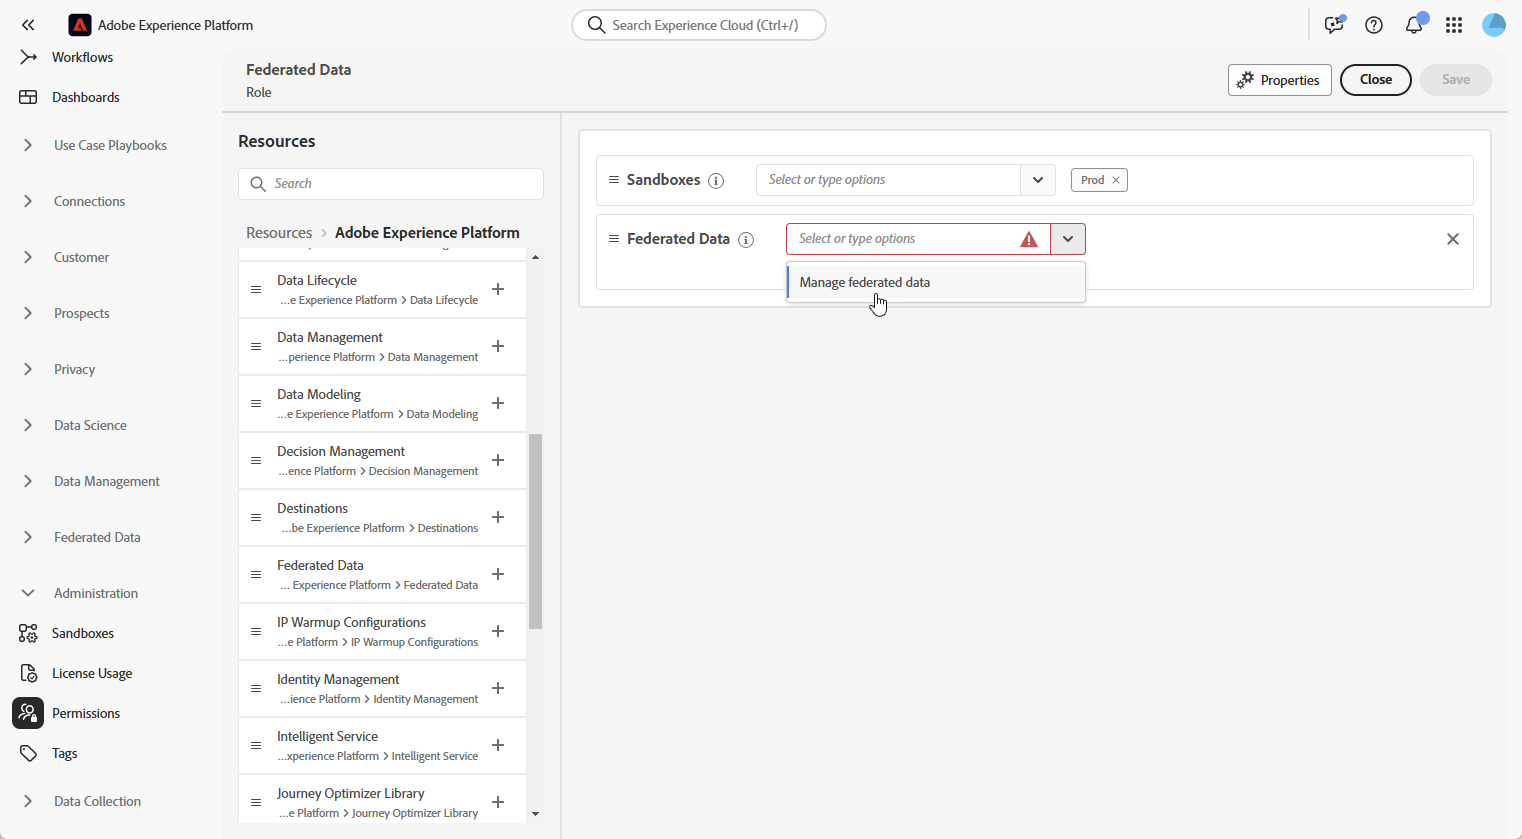 Adobe Experience Platform
Search Experience Cloud (Ctrl+/)
Workflows
Dashboards
Use Case Playbooks
Connections
Customer
Prospects
Privacy
Data Science
Data Management
Federated Data
Administration
Sandboxes
License Usage
Permissions
Tags
Data Collection
Federated Data
Role
Properties
Close
Save
Resources
Search
Resources > Adobe Experience Platform
Data Lifecycle
...e Experience Platform > Data Lifecycle
Data Management
...perience Platform > Data Management
Data Modeling
...e Experience Platform > Data Modeling
Decision Management
...ence Platform > Decision Management
Destinations
...be Experience Platform > Destinations
Federated Data
... Experience Platform > Federated Data
IP Warmup Configurations
...e Platform > IP Warmup Configurations
Identity Management
...ience Platform > Identity Management
Intelligent Service
...xperience Platform > Intelligent Service
Journey Optimizer Library
...e Platform > Journey Optimizer Library
Sandboxes
Select or type options
Prod
Federated Data
Select or type options
Manage federated data